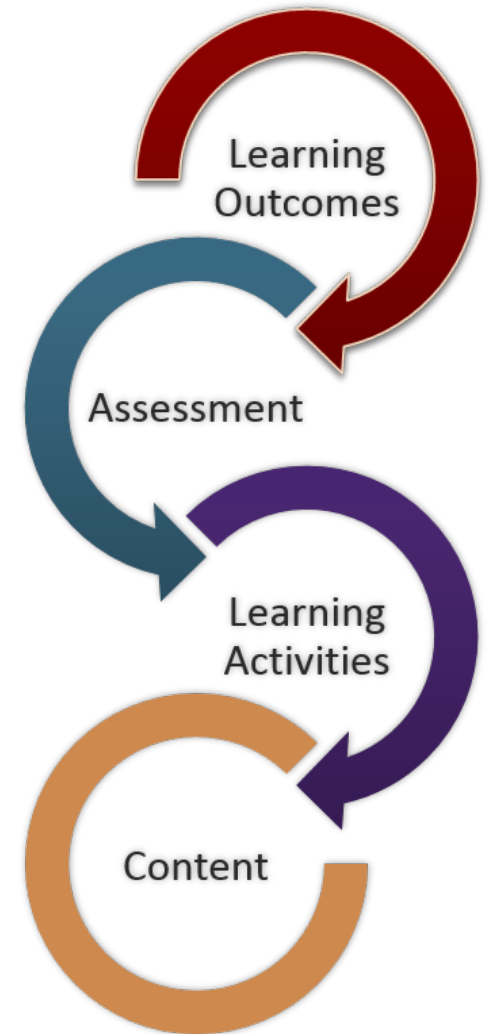 Learning
Outcomes
Assessment
Learning
Activities
Content